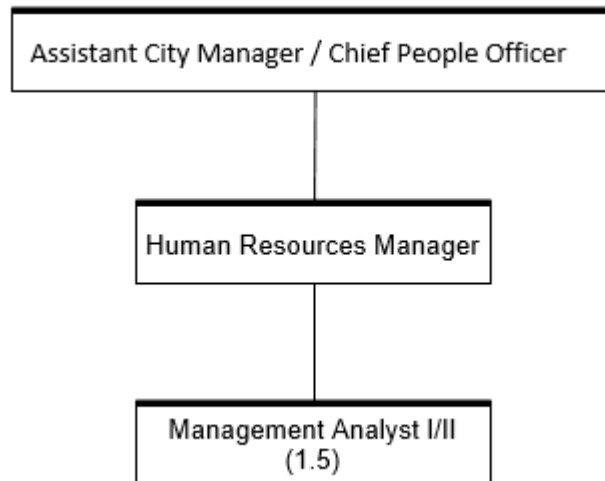 Assistant City Manager / Chief People Officer
Human Resources Manager
Management Analyst I/II
(1.5)